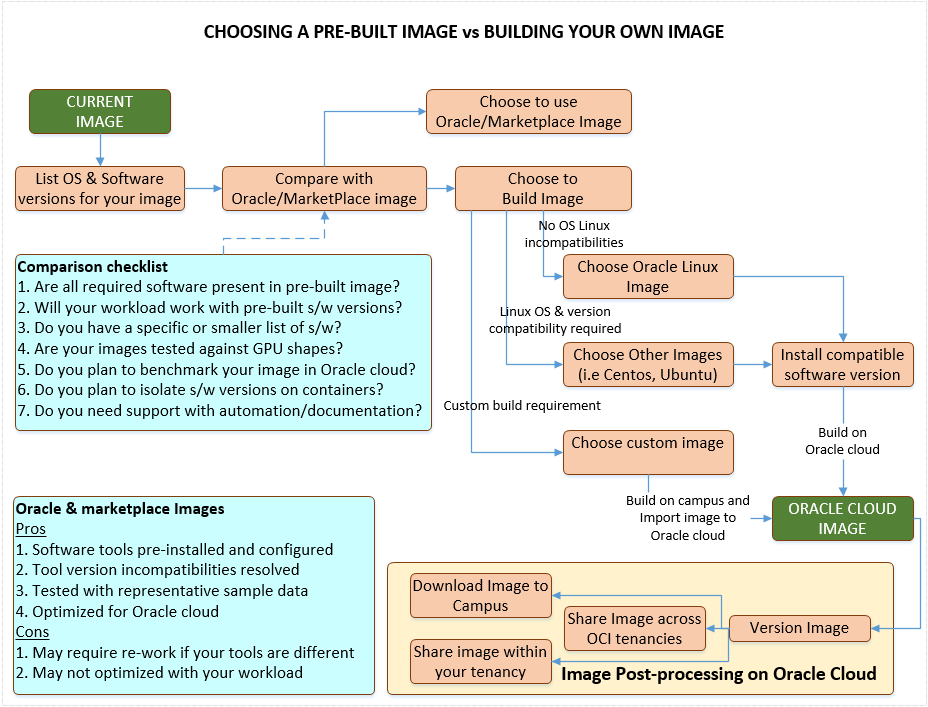 CHOOSING A PRE-BUILT IMAGE vs BUILDING YOUR OWN IMAGE
CURRENT
IMAGE
Choose to use
Oracle/Marketplace Image
List OS & Software
versions for your image
Compare with
Oracle/MarketPlace image
Choose to
Build Image
No OS Linux
incompatibilities
Comparison checklist
1. Are all required software present in pre-built image?
2. Will your workload work with pre-built s/w versions?
3. Do you have a specific or smaller list of s/w?
4. Are your images tested against GPU shapes?
5. Do you plan to benchmark your image in Oracle cloud?
6. Do you plan to isolate s/w versions on containers?
7. Do you need support with automation/documentation?
Choose Oracle Linux
Image
Linux OS & version
compatibility required
Choose Other Images
(i.e Centos, Ubuntu)
Install compatible
software version
Custom build requirement
Choose custom image
Build on
Oracle cloud
Build on campus and
Import image to
Oracle cloud
ORACLE CLOUD
IMAGE
Oracle & marketplace Images
Pros
1. Software tools pre-installed and configured
2. Tool version incompatibilities resolved
3. Tested with representative sample data
4. Optimized for Oracle cloud
Cons
1. May require re-work if your tools are different
2. May not optimized with your workload
Download Image to
Campus
Share Image across
OCI tenancies
Version Image
Share image within
your tenancy
Image Post-processing on Oracle Cloud